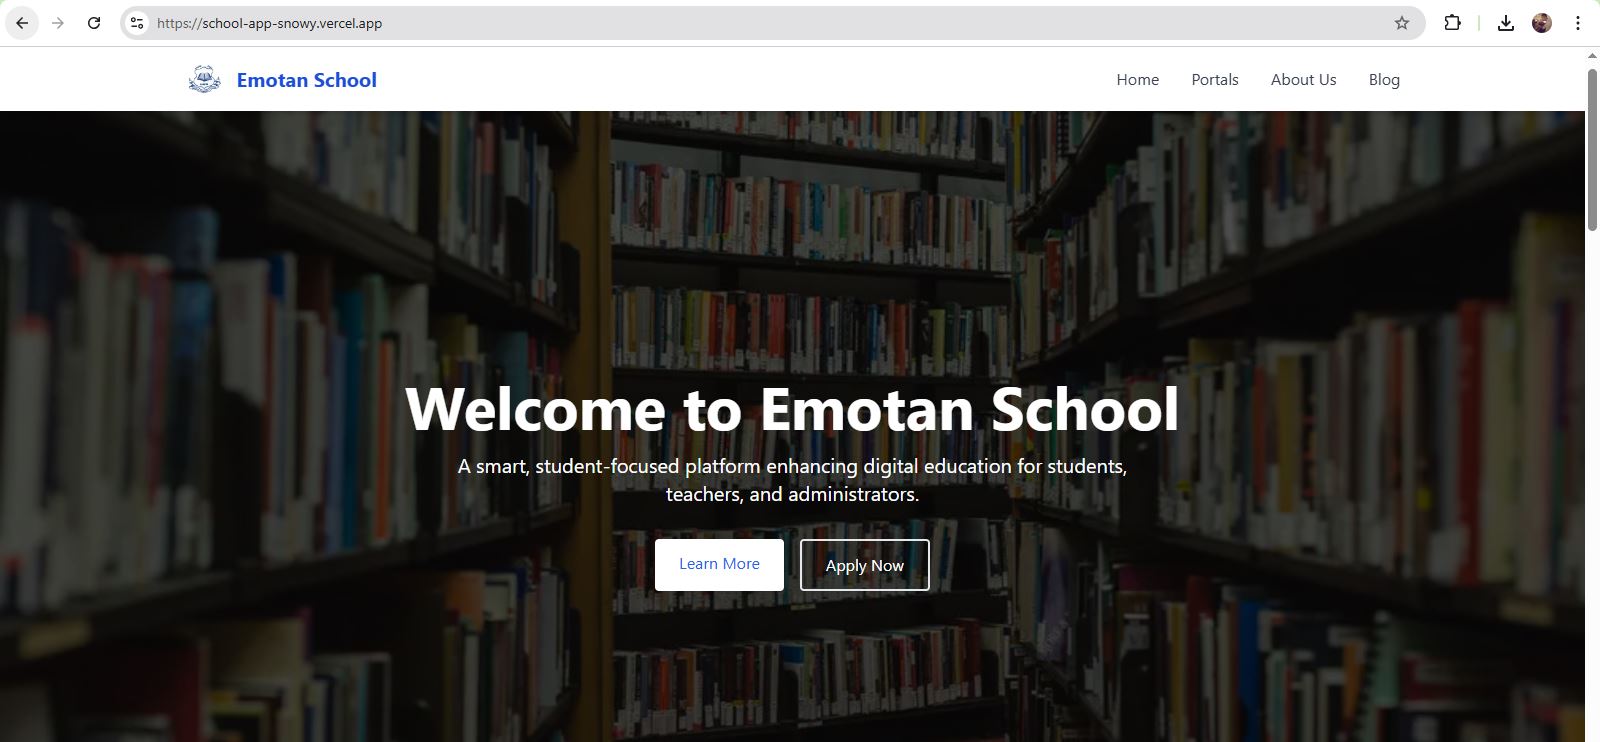 https://school-app-snowy.vercel.app
Emotan School
Home
Portals
About Us
Blog
Welcome to Emotan School
A smart, student-focused platform enhancing digital education for students,
teachers, and administrators.
Learn More
Apply Now